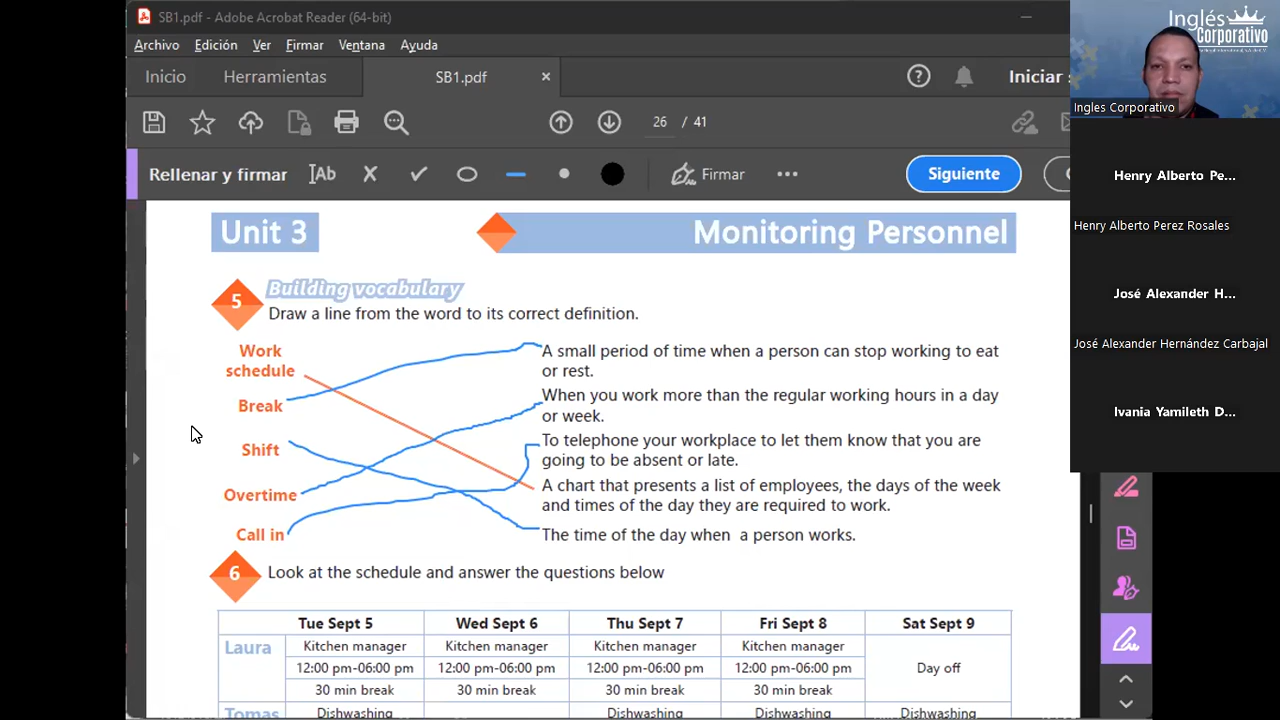 SB1.pdf - Adobe Acrobat Reader (64-bit)
Archivo Edición Ver Firmar Ventana Ayuda
Inicio Herramientas SB1.pdf × ? Iniciar
26 / 41
Rellenar y firmar Ab Firmar Siguiente
Unit 3 Monitoring Personnel
5 Building vocabulary
Draw a line from the word to its correct definition.
Work
schedule
Break
Shift
Overtime
Call in
A small period of time when a person can stop working to eat
or rest.
When you work more than the regular working hours in a day
or week.
To telephone your workplace to let them know that you are
going to be absent or late.
A chart that presents a list of employees, the days of the week
and times of the day they are required to work.
The time of the day when a person works.
6 Look at the schedule and answer the questions below
Tue Sept 5 Wed Sept 6 Thu Sept 7 Fri Sept 8 Sat Sept 9
Laura Kitchen manager Kitchen manager Kitchen manager Kitchen manager
12:00 pm-06:00 pm 12:00 pm-06:00 pm 12:00 pm-06:00 pm 12:00 pm-06:00 pm Day off
30 min break 30 min break 30 min break 30 min break
Tomas Dishwashing Dishwashing Dishwashing Dishwashing
Inglés
Corporativo
Ingles Corporativo
Henry Alberto Pe...
Henry Alberto Perez Rosales
José Alexander H...
José Alexander Hernández Carbajal
Ivania Yamileth D...